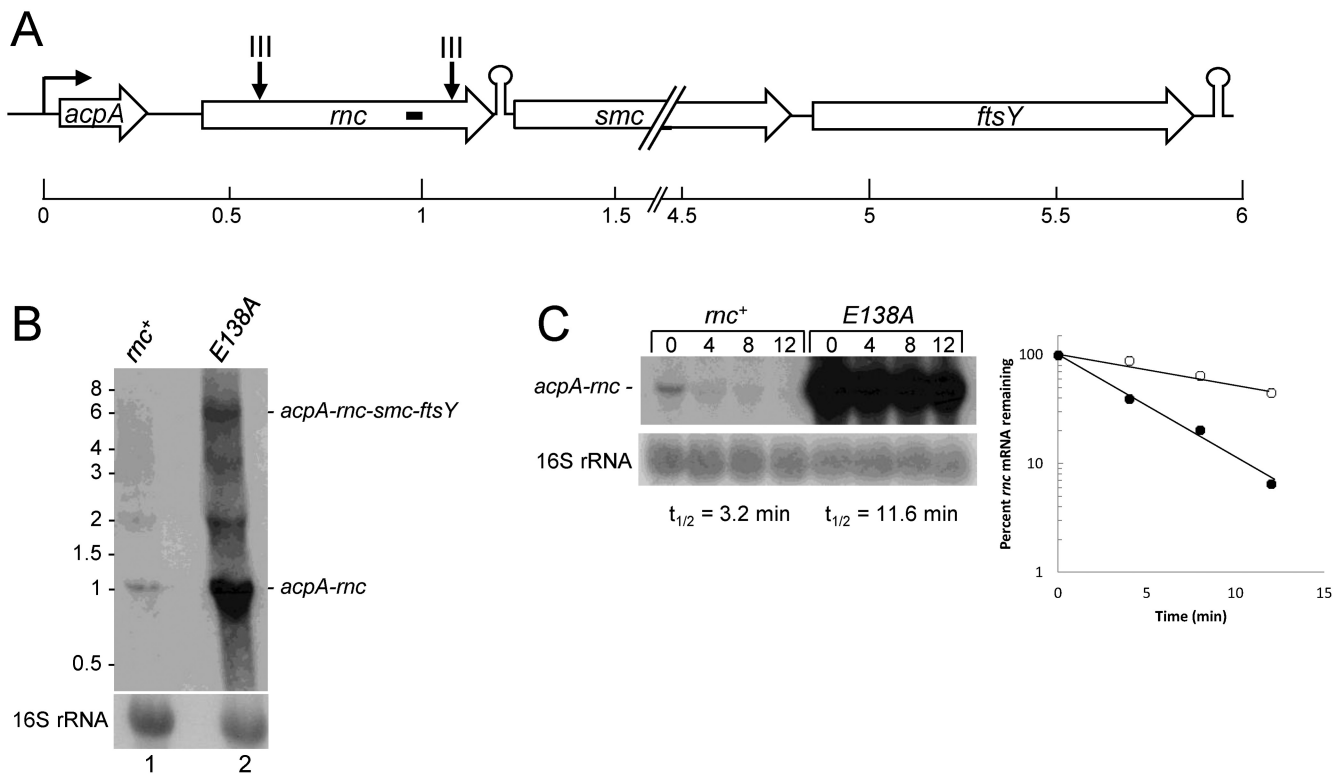 A
III III
acpA rnc smc ftsY
0 0.5 1 1.5 4.5 5 5.5 6
B
rnc+ E138A
8
6
4
3
2
1.5
1
0.5
acpA-rnc-smc-ftsY
acpA-rnc
16S rRNA
1 2
C
rnc+ E138A
0 4 8 12 0 4 8 12
acpA-rnc -
16S rRNA
t1/2 = 3.2 min t1/2 = 11.6 min
Percent rnc mRNA remaining
100
10
1
0 5 10 15
Time (min)